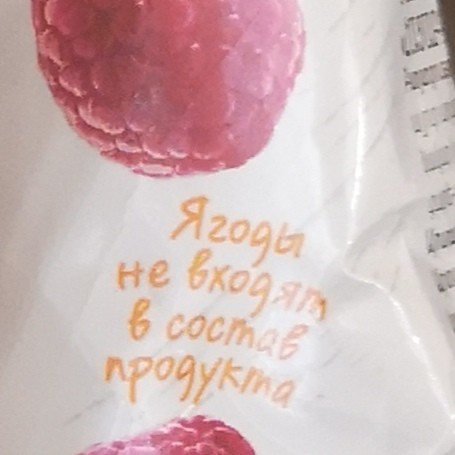 Ягоды
не входят
в состав
продукта